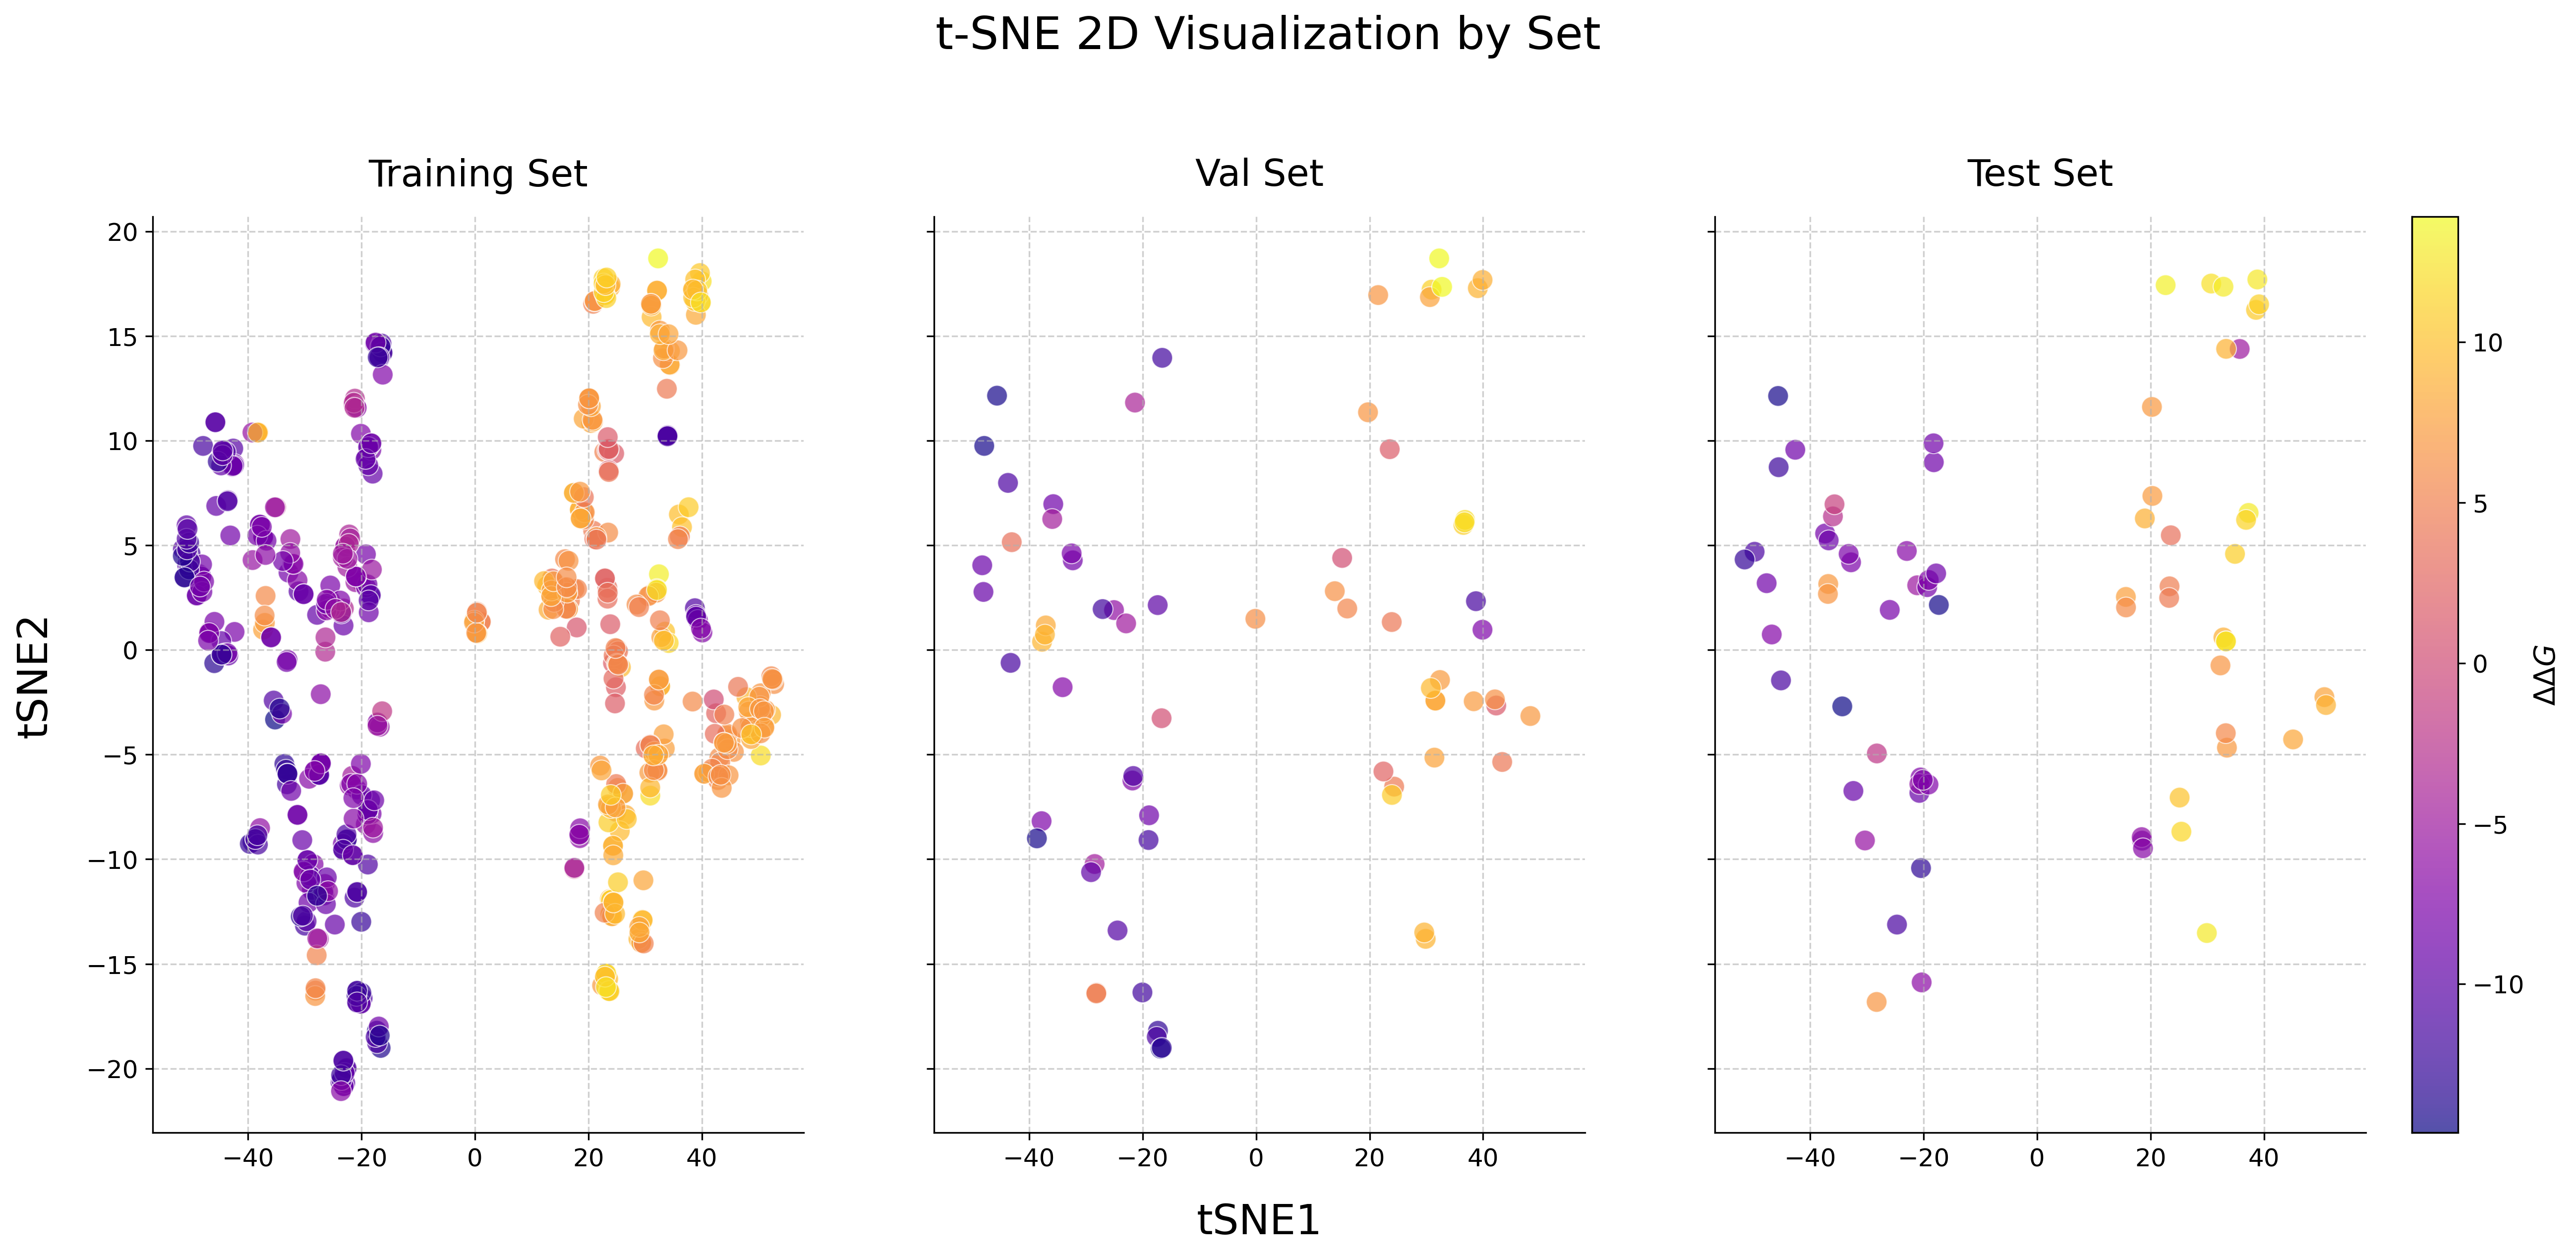 t-SNE 2D Visualization by Set
Training Set
Val Set
Test Set
20
15
10
5
0
−5
−10
−15
−20
tSNE2
−40 −20 0 20 40
−40 −20 0 20 40
−40 −20 0 20 40
tSNE1
10
5
0
−5
−10
ΔΔG